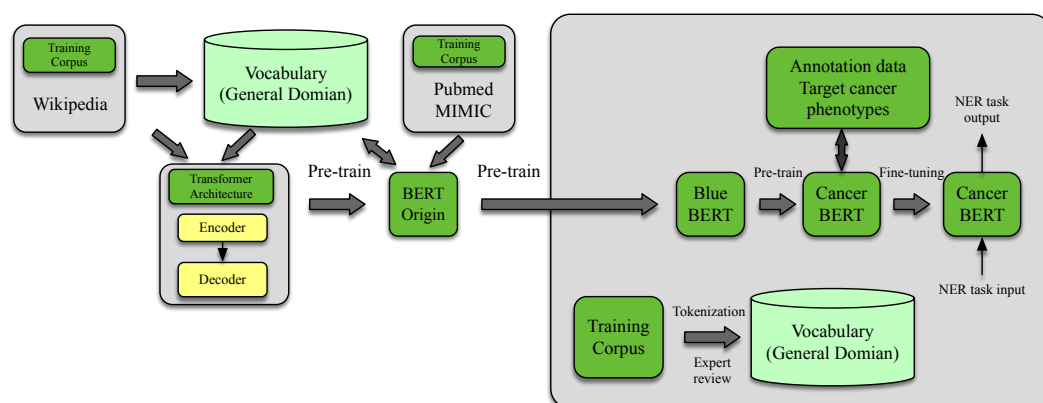 Training
Corpus
Wikipedia
Vocabulary
(General Domian)
Training
Corpus
Pubmed
MIMIC
Transformer
Architecture
Encoder
Decoder
Pre-train
BERT
Origin
Pre-train
Annotation data
Target cancer
phenotypes
NER task
output
Blue
BERT
Pre-train
Cancer
BERT
Fine-tuning
Cancer
BERT
NER task input
Training
Corpus
Tokenization
Expert
review
Vocabulary
(General Domian)